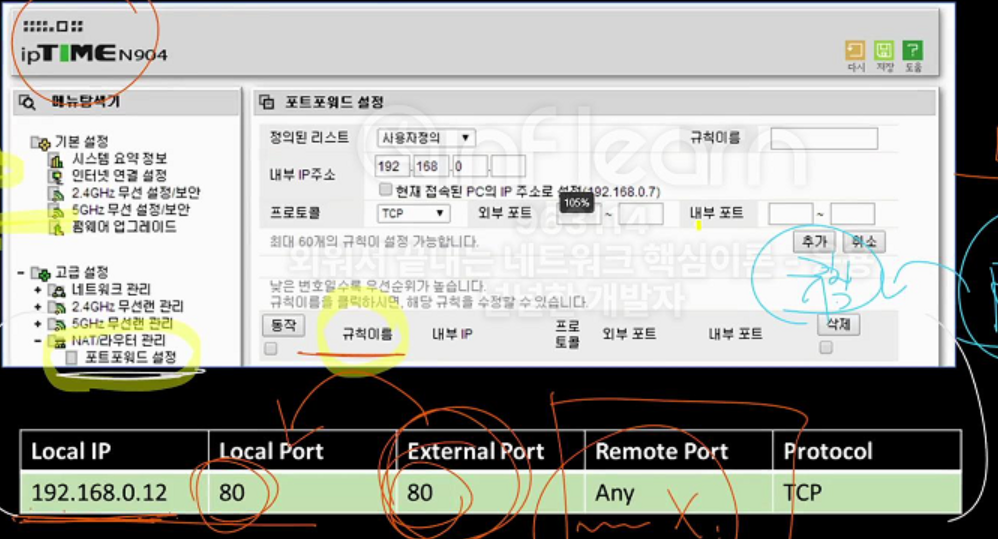 ipTIME N904
다시 저장 도움
메뉴탐색기
기본 설정
시스템 요약 정보
인터넷 연결 설정
2.4GHz 무선 설정/보안
5GHz 무선 설정/보안
펌웨어 업그레이드
고급 설정
네트워크 관리
2.4GHz 무선랜 관리
5GHz 무선랜 관리
NAT/라우터 관리
포트포워드 설정
포트포워드 설정
정의된 리스트 사용자정의 규칙이름
내부 IP주소 192 . 168 . 0 .
현재 접속된 PC의 IP 주소로 설정(192.168.0.7)
105%
프로토콜 TCP 외부 포트 ~ 내부 포트 ~
최대 60개의 규칙이 설정 가능합니다.
추가 취소
낮은 번호일수록 우선순위가 높습니다.
규칙이름을 클릭하시면, 해당 규칙을 수정할 수 있습니다.
동작 규칙이름 내부 IP 프로토콜 외부 포트 내부 포트 삭제
inflearn
외워서 끝내는 네트워크 핵심이론
널널한 개발자
Local IP Local Port External Port Remote Port Protocol
192.168.0.12 80 80 Any TCP
X